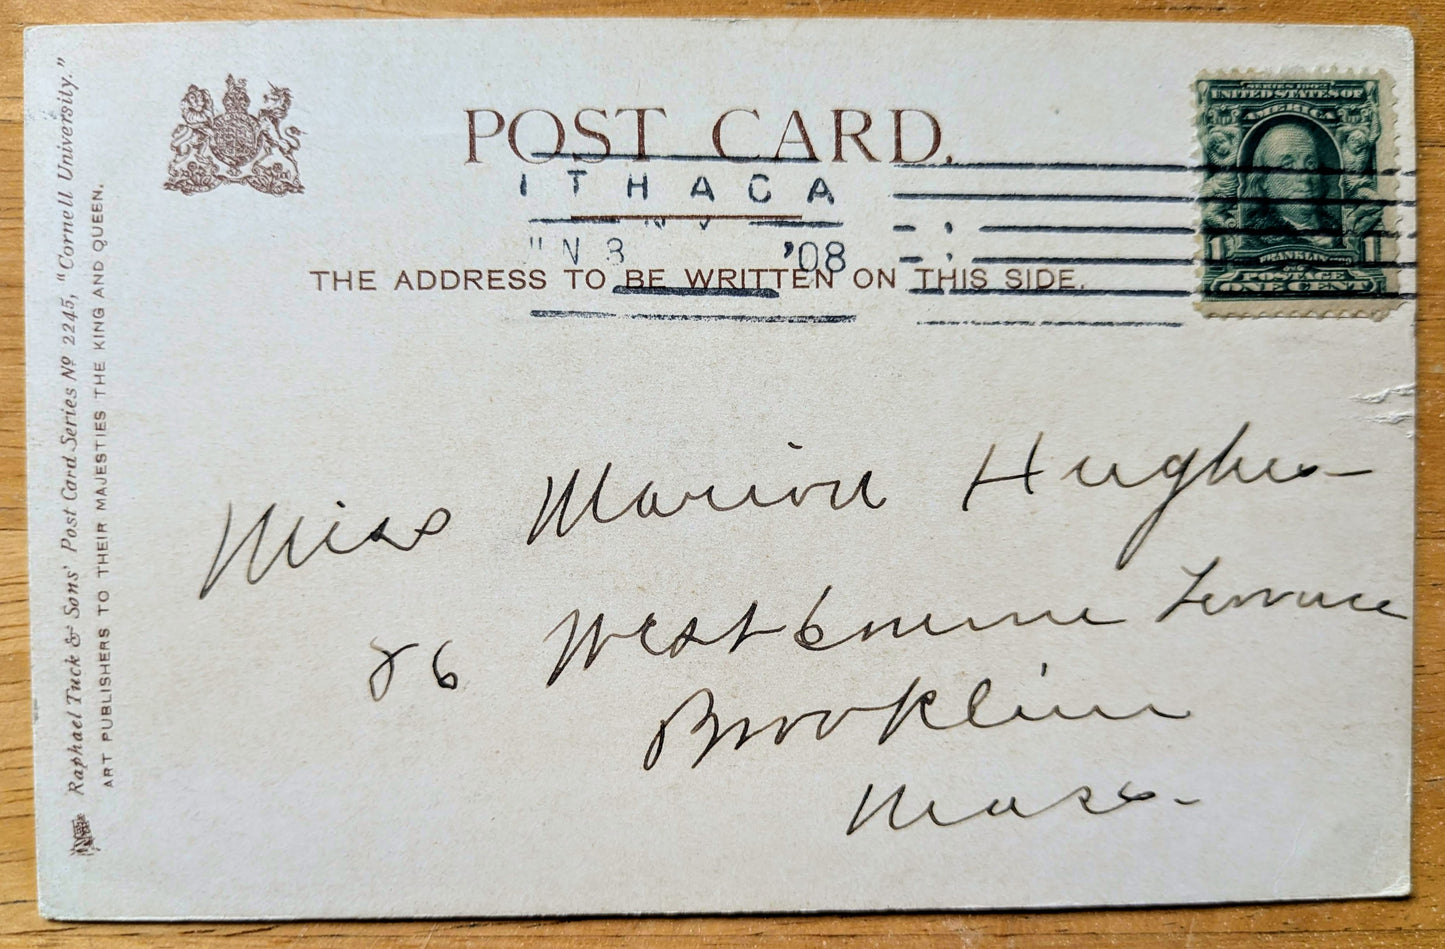 POST CARD.
ITHACA
N 3 '08
THE ADDRESS TO BE WRITTEN ON THIS SIDE.
SERIES 1902
UNITED STATES OF
AMERICA
1 1
FRANKLIN
POSTAGE
ONE CENT
Raphael Tuck & Sons' Post Card Series № 2245, "Cornell University."
ART PUBLISHERS TO THEIR MAJESTIES THE KING AND QUEEN.
Miss Marion Hughes
86 Westbourne Terrace
Brookline
Mass.